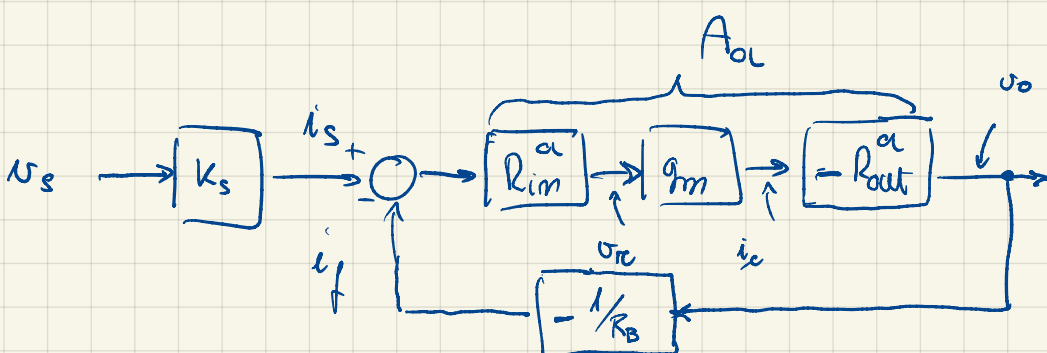 A_OL
v_o
v_s
K_s
i_s
+
-
R_in^a
g_m
- R_out^a
i_f
v_π
i_c
- 1/R_B